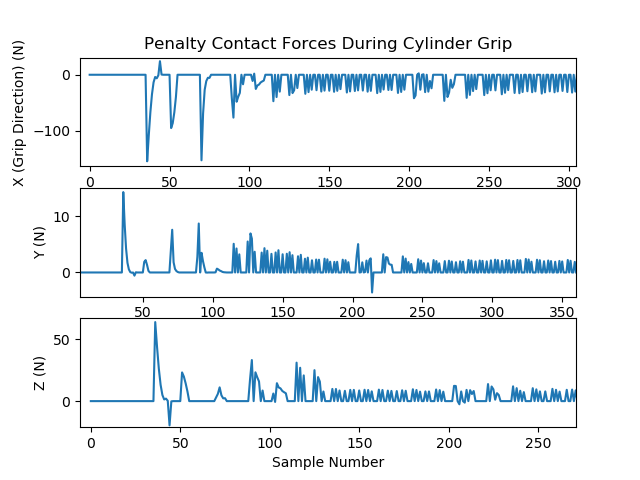 Penalty Contact Forces During Cylinder Grip
X (Grip Direction) (N)
0
−100
0 50 100 150 200 250 300
Y (N)
10
0
50 100 150 200 250 300 350
Z (N)
50
0
0 50 100 150 200 250
Sample Number